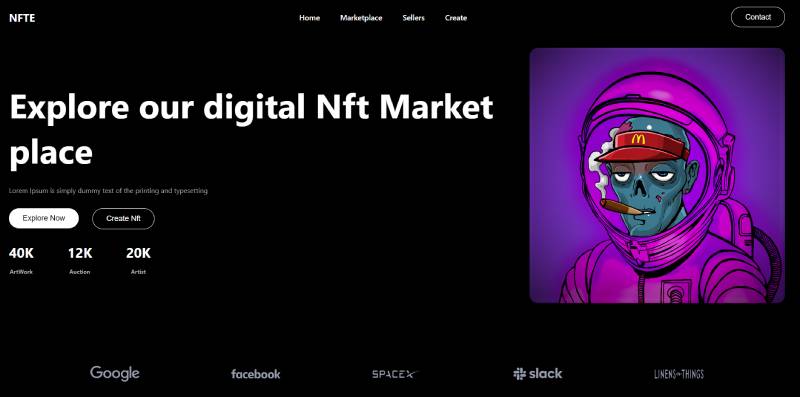 NFTE
Home Marketplace Sellers Create
Contact
Explore our digital Nft Market
place
Lorem Ipsum is simply dummy text of the printing and typesetting
Explore Now Create Nft
40K 12K 20K
ArtWork Auction Artist
Google facebook SPACEX slack LINENS-N-THINGS